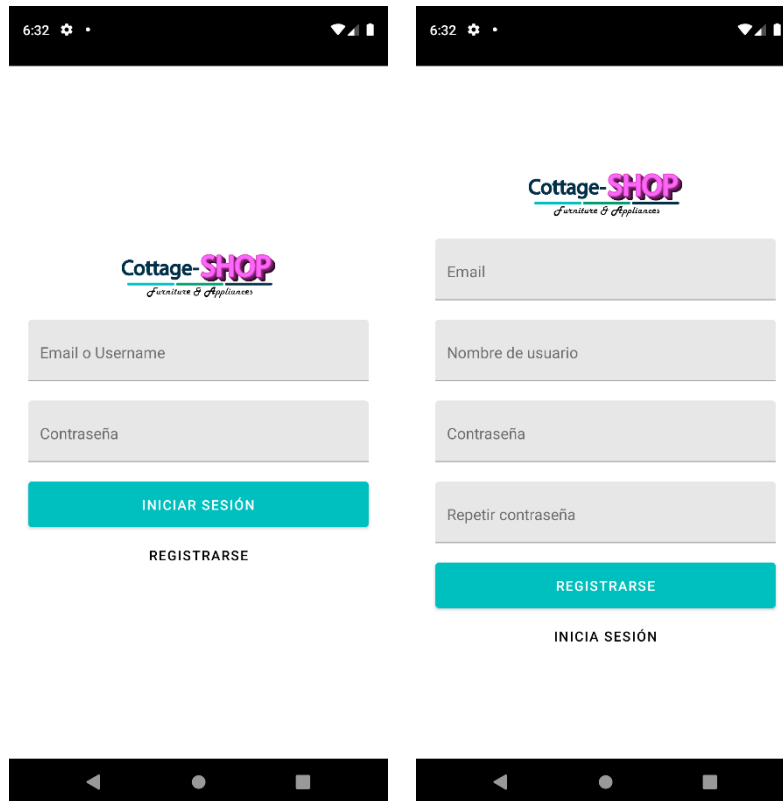 6:32
Cottage-SHOP
Furniture & Appliances
Email o Username
Contraseña
INICIAR SESIÓN
REGISTRARSE
6:32
Cottage-SHOP
Furniture & Appliances
Email
Nombre de usuario
Contraseña
Repetir contraseña
REGISTRARSE
INICIA SESIÓN